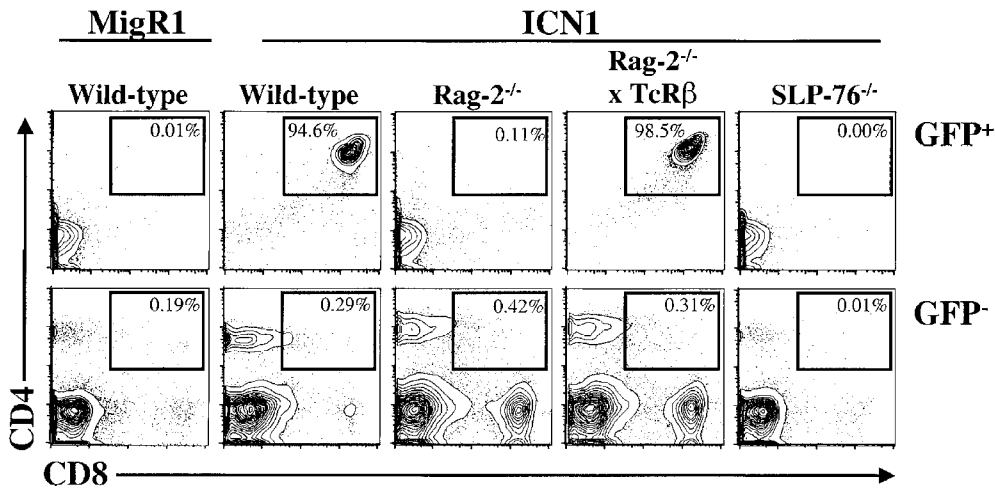 MigR1 ICN1
Wild-type Wild-type Rag-2-/- Rag-2-/- x TcRβ SLP-76-/-
0.01% 94.6% 0.11% 98.5% 0.00% GFP+
0.19% 0.29% 0.42% 0.31% 0.01% GFP-
CD4
CD8